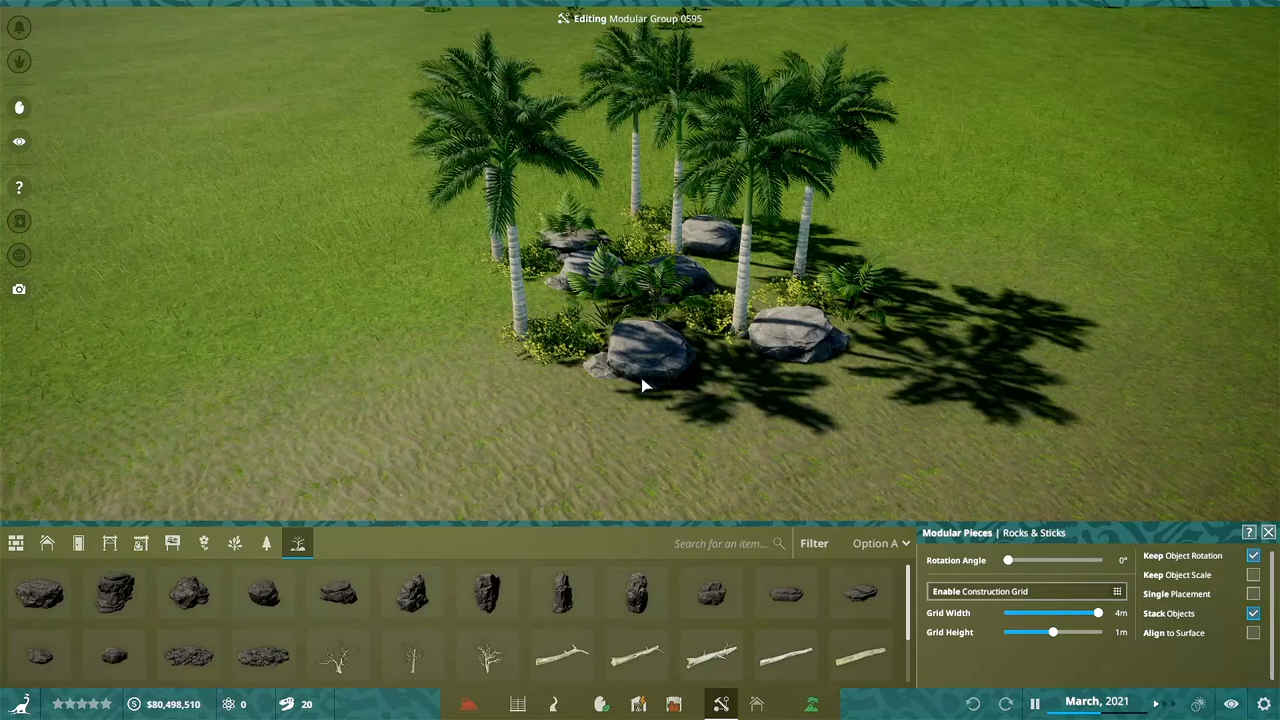 Editing Modular Group 0595
Search for an item...
Filter
Option A
Modular Pieces | Rocks & Sticks
?
Rotation Angle
0°
Keep Object Rotation
Keep Object Scale
Enable Construction Grid
Single Placement
Grid Width
4m
Stack Objects
Grid Height
1m
Align to Surface
$80,498,510
0
20
March, 2021